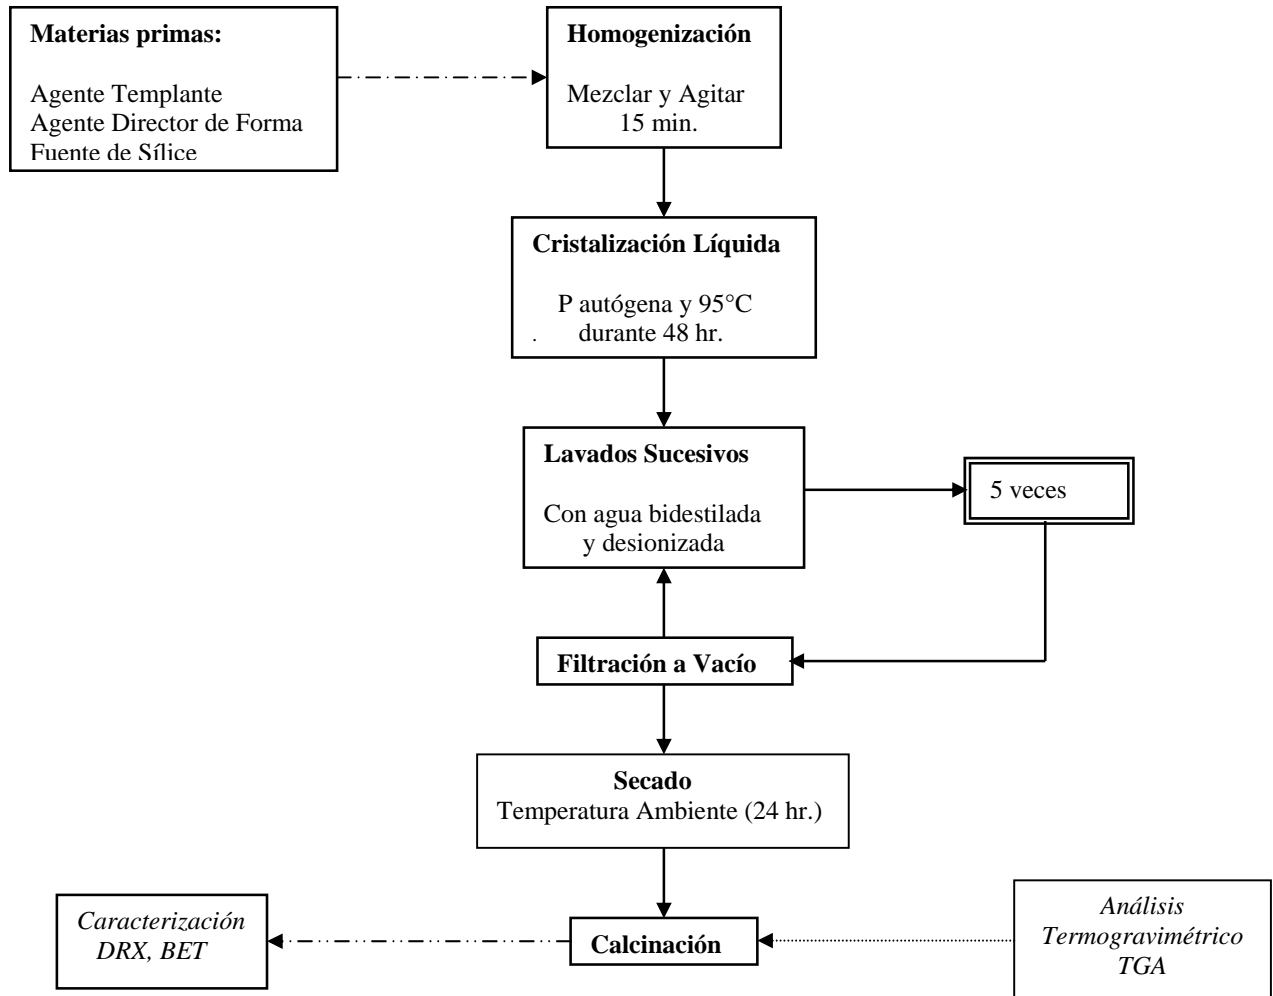 Materias primas:
Agente Templante
Agente Director de Forma
Fuente de Sílice
Homogenización
Mezclar y Agitar
15 min.
Cristalización Líquida
P autógena y 95°C
. durante 48 hr.
Lavados Sucesivos
Con agua bidestilada
y desionizada
5 veces
Filtración a Vacío
Secado
Temperatura Ambiente (24 hr.)
Caracterización
DRX, BET
Calcinación
Análisis
Termogravimétrico
TGA